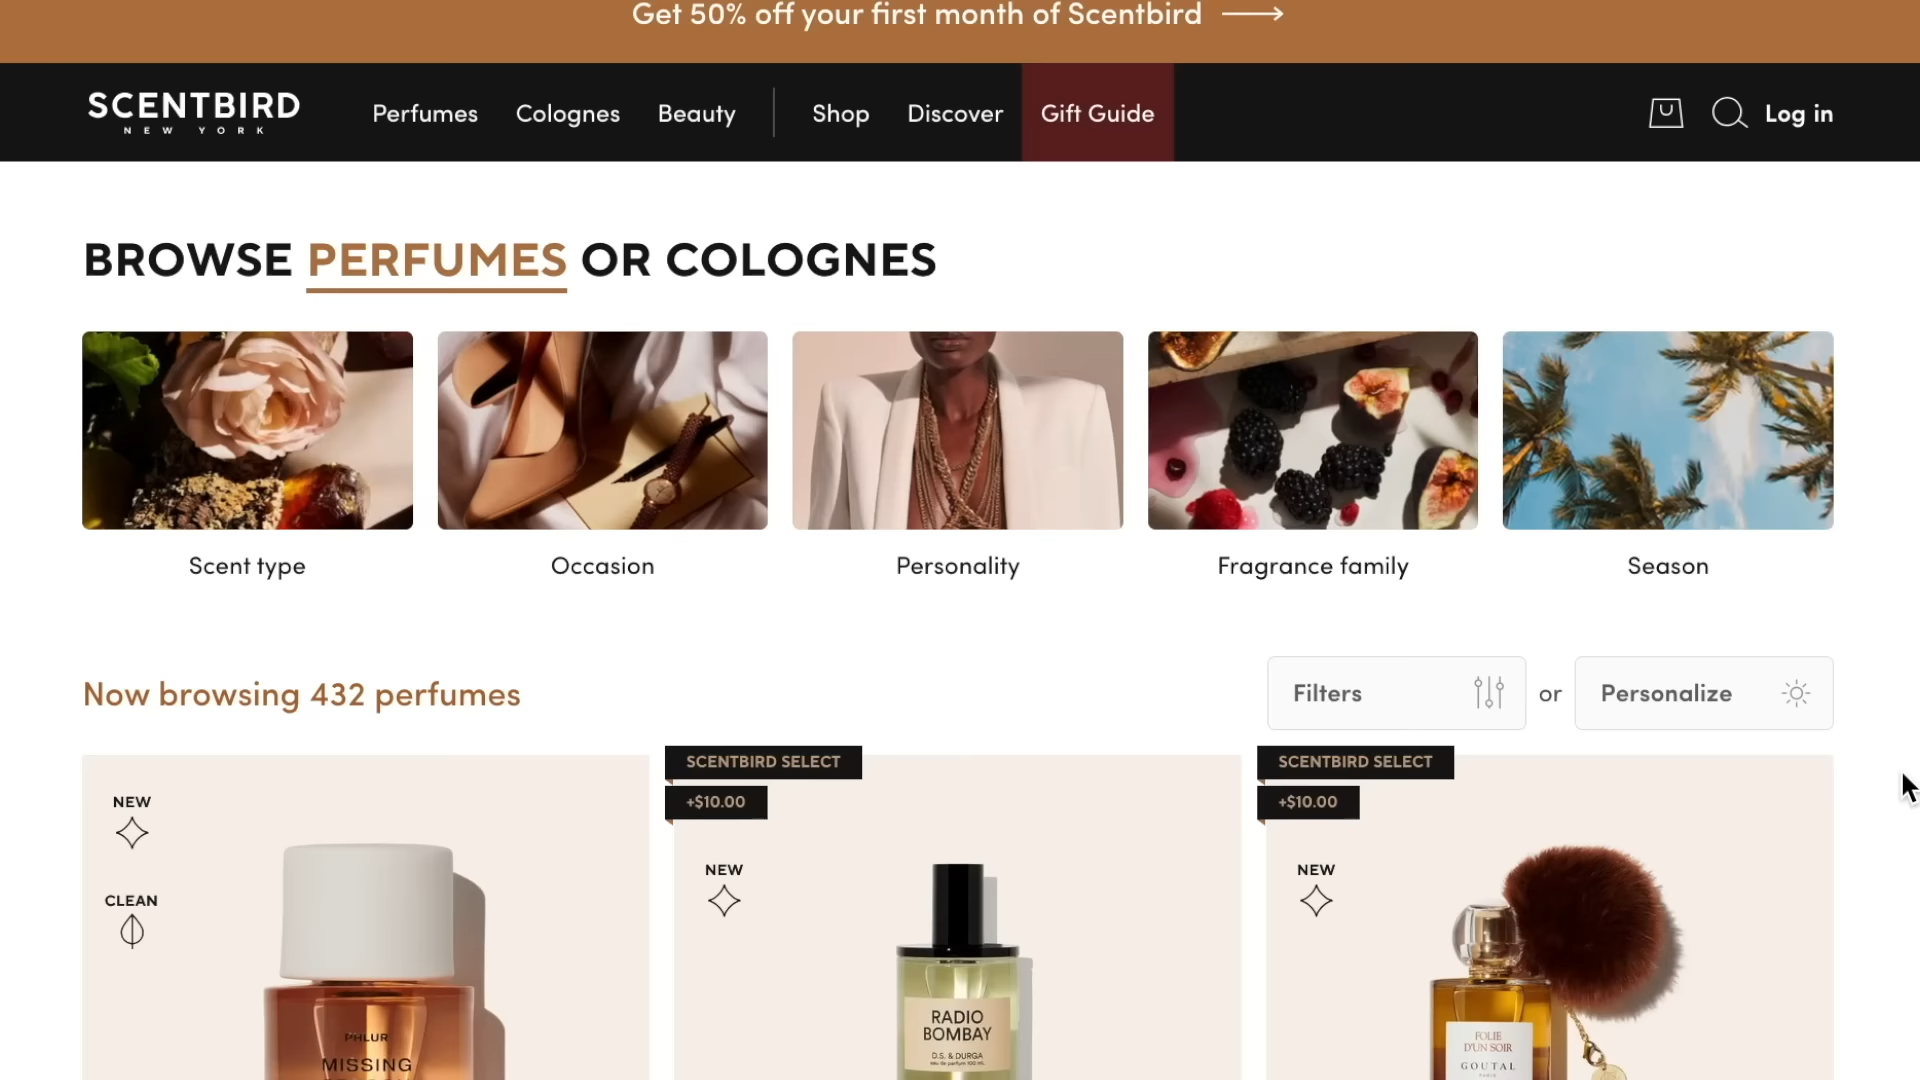 Get 50% off your first month of Scentbird
SCENTBIRD
NEW YORK
Perfumes
Colognes
Beauty
Shop
Discover
Gift Guide
Log in
BROWSE PERFUMES OR COLOGNES
Scent type
Occasion
Personality
Fragrance family
Season
Now browsing 432 perfumes
Filters
or
Personalize
NEW
CLEAN
PHLUR
MISSING
SCENTBIRD SELECT
+$10.00
NEW
RADIO
BOMBAY
D.S. & DURGA
eau de parfum 100 mL
SCENTBIRD SELECT
+$10.00
NEW
FOLIE
D'UN SOIR
GOUTAL
PARIS